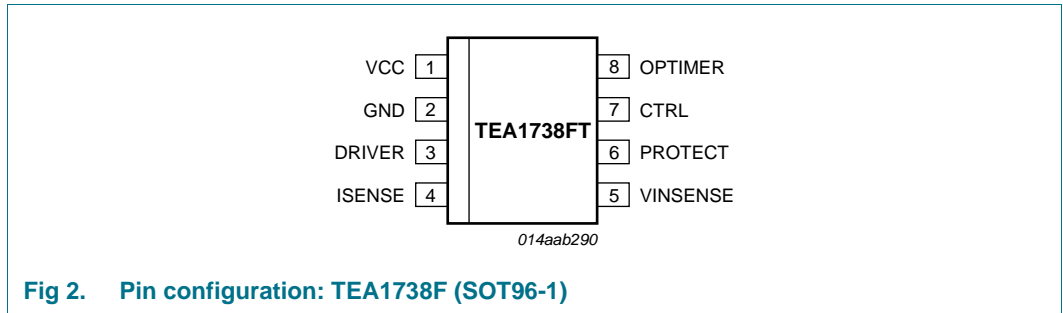 VCC 1 8 OPTIMER
GND 2 7 CTRL
TEA1738FT
DRIVER 3 6 PROTECT
ISENSE 4 5 VINSENSE
014aab290
Fig 2. Pin configuration: TEA1738F (SOT96-1)